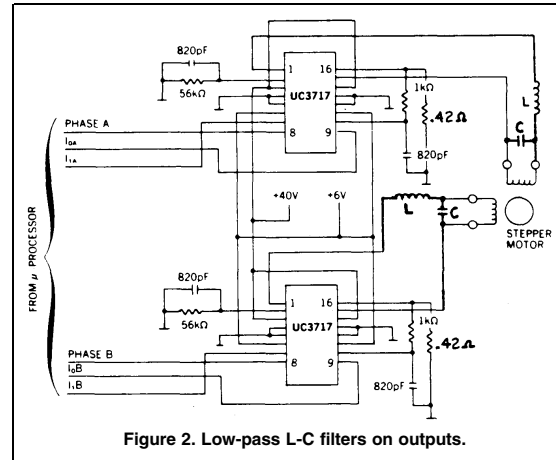 820pF
56kΩ
1 16
UC3717
8 9
1kΩ
.42Ω
820pF
L
C
PHASE A
I0A
I1A
+40V +6V
L
C
STEPPER
MOTOR
FROM μ PROCESSOR
820pF
56kΩ
1 16
UC3717
8 9
1kΩ
.42Ω
820pF
PHASE B
I0B
I1B
Figure 2. Low-pass L-C filters on outputs.